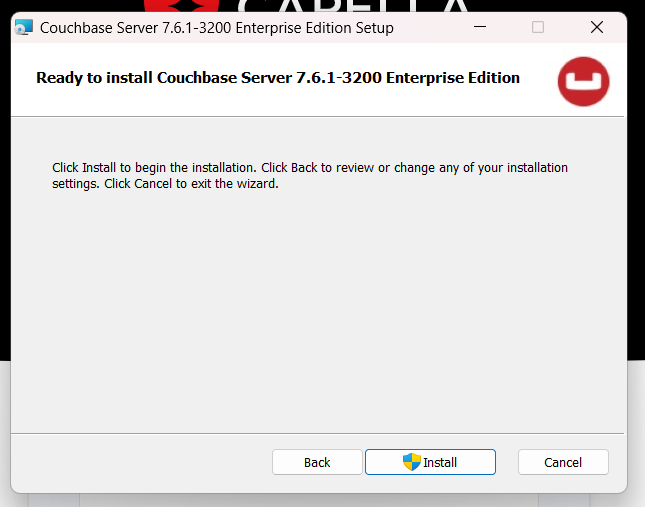 CAPELLA
Couchbase Server 7.6.1-3200 Enterprise Edition Setup
Ready to install Couchbase Server 7.6.1-3200 Enterprise Edition
Click Install to begin the installation. Click Back to review or change any of your installation
settings. Click Cancel to exit the wizard.
Back
Install
Cancel